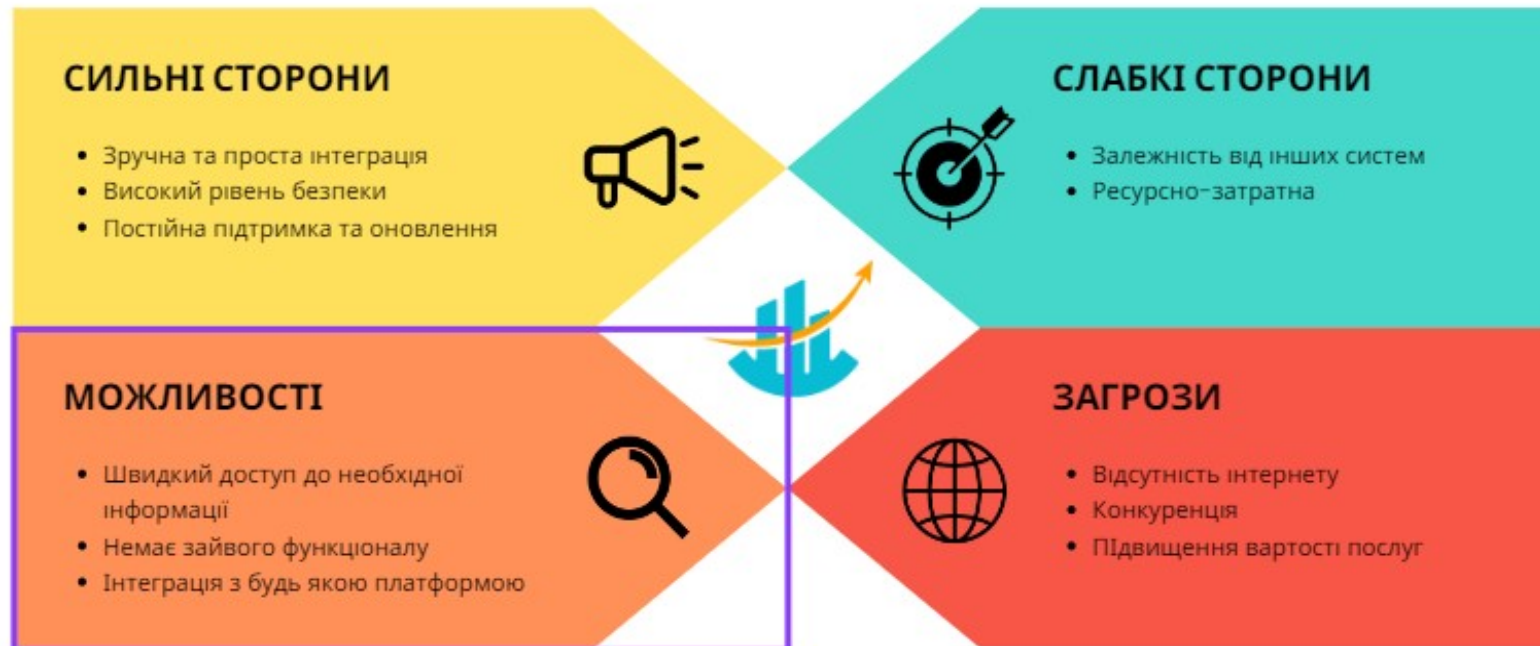 СИЛЬНІ СТОРОНИ
Зручна та проста інтеграція
Високий рівень безпеки
Постійна підтримка та оновлення
СЛАБКІ СТОРОНИ
Залежність від інших систем
Ресурсно-затратна
МОЖЛИВОСТІ
Швидкий доступ до необхідної
інформації
Немає зайвого функціоналу
Інтеграція з будь якою платформою
ЗАГРОЗИ
Відсутність інтернету
Конкуренція
ПІдвищення вартості послуг